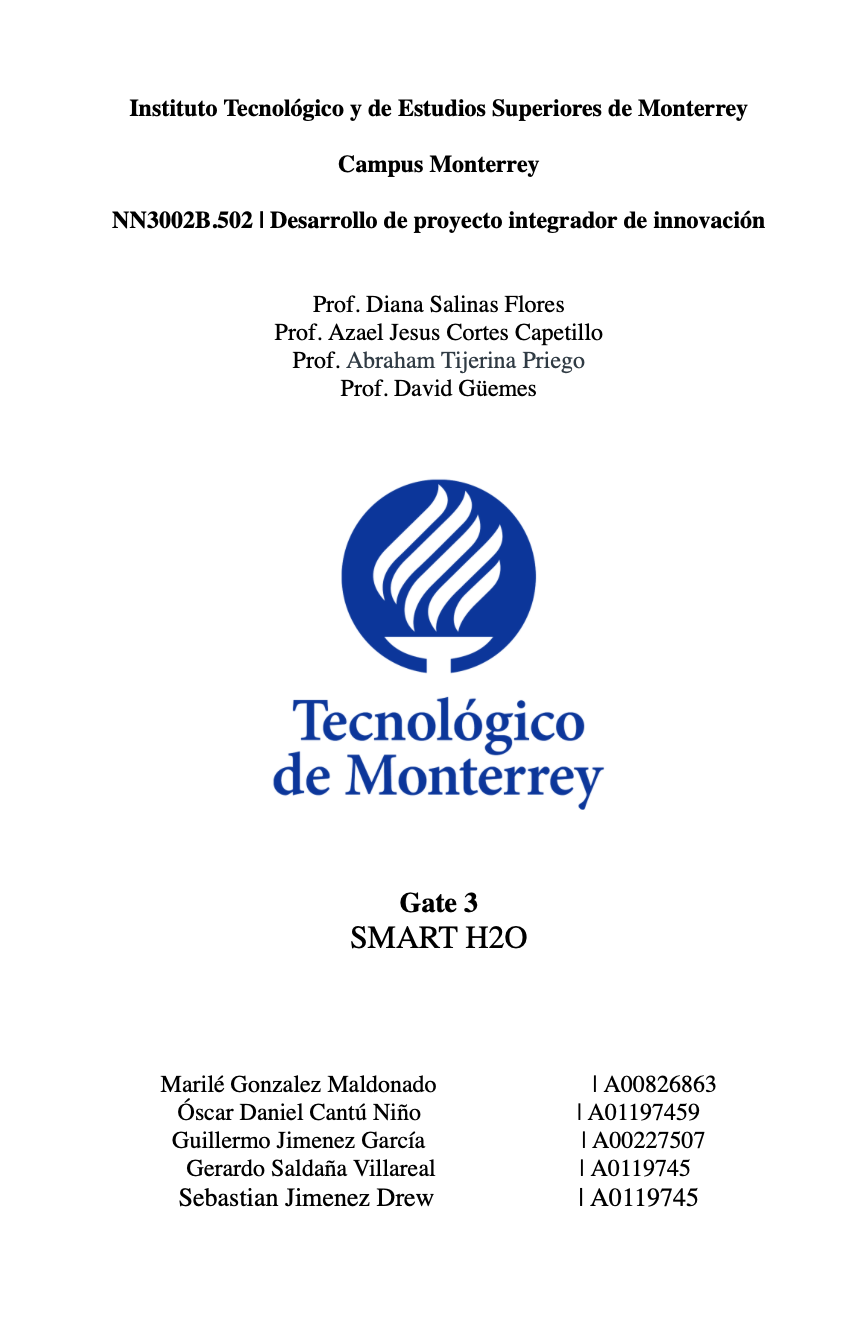 Instituto Tecnológico y de Estudios Superiores de Monterrey
Campus Monterrey
NN3002B.502 | Desarrollo de proyecto integrador de innovación
Prof. Diana Salinas Flores
Prof. Azael Jesus Cortes Capetillo
Prof. Abraham Tijerina Priego
Prof. David Güemes
Tecnológico
de Monterrey
Gate 3
SMART H2O
Marilé Gonzalez Maldonado | A00826863
Óscar Daniel Cantú Niño | A01197459
Guillermo Jimenez García | A00227507
Gerardo Saldaña Villareal | A0119745
Sebastian Jimenez Drew | A0119745